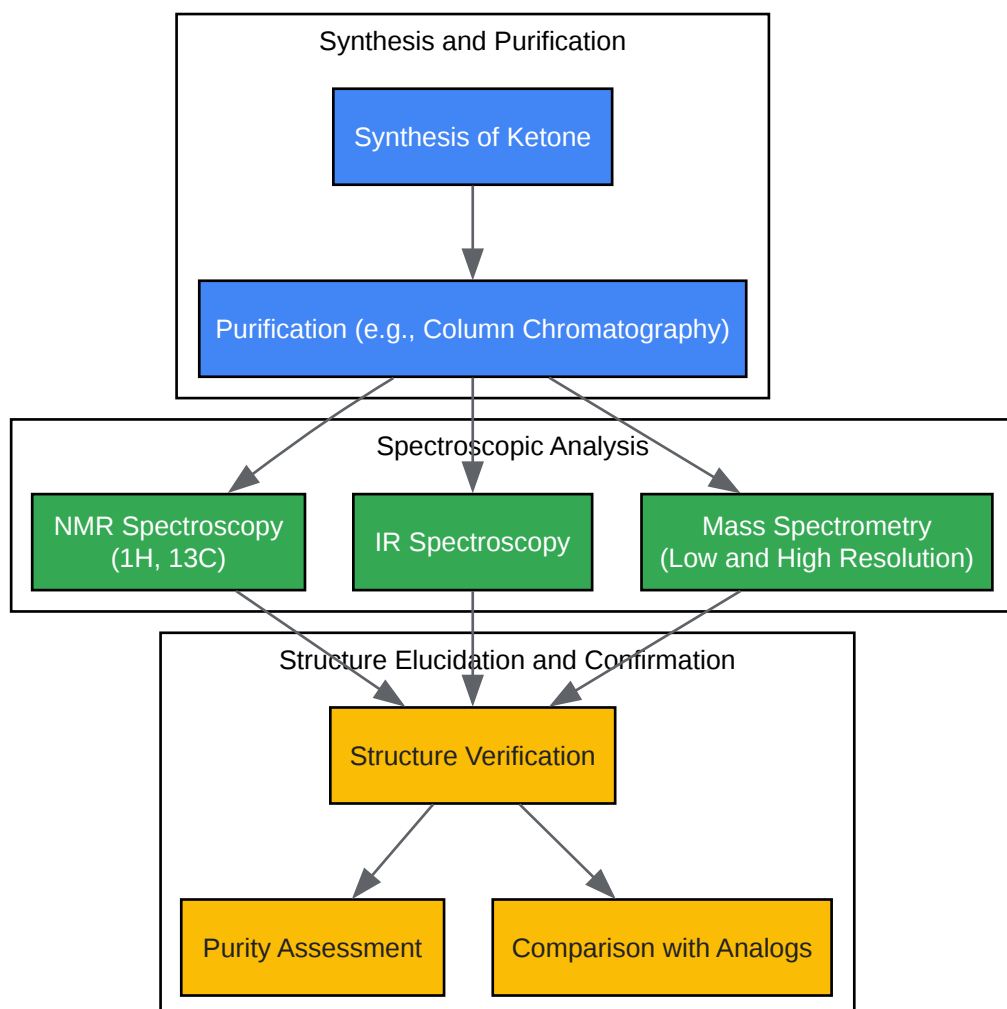 Synthesis and Purification
Synthesis of Ketone
Purification (e.g., Column Chromatography)
Spectroscopic Analysis
NMR Spectroscopy
(1H, 13C)
IR Spectroscopy
Mass Spectrometry
(Low and High Resolution)
Structure Elucidation and Confirmation
Structure Verification
Purity Assessment
Comparison with Analogs